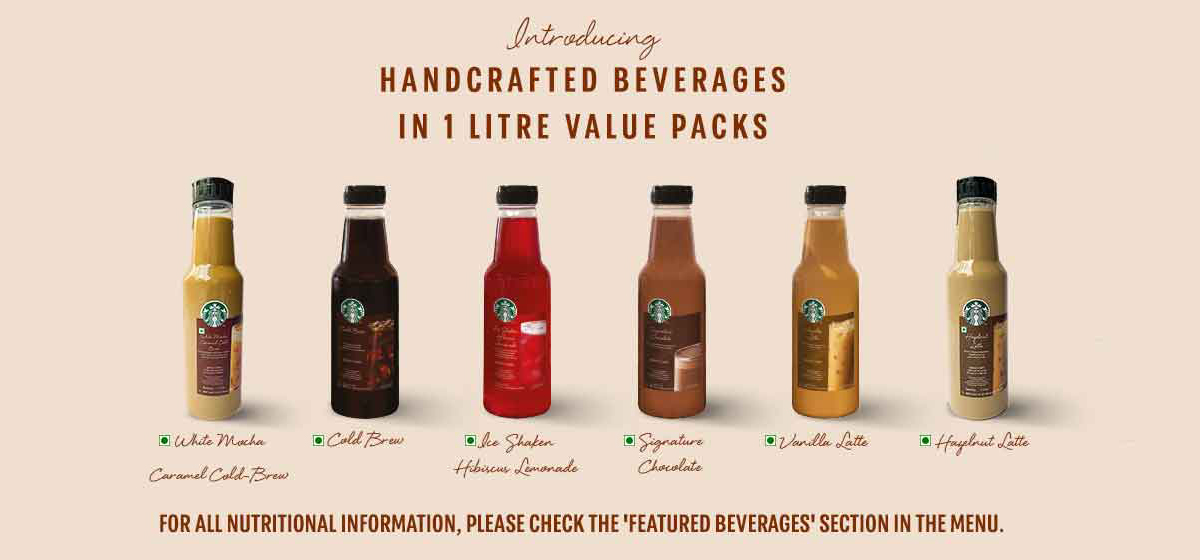 Introducing
HANDCRAFTED BEVERAGES
IN 1 LITRE VALUE PACKS
White Mocha
Caramel Cold-Brew
Cold Brew
Ice Shaken
Hibiscus Lemonade
Signature
Chocolate
Vanilla Latte
Hazelnut Latte
FOR ALL NUTRITIONAL INFORMATION, PLEASE CHECK THE 'FEATURED BEVERAGES' SECTION IN THE MENU.